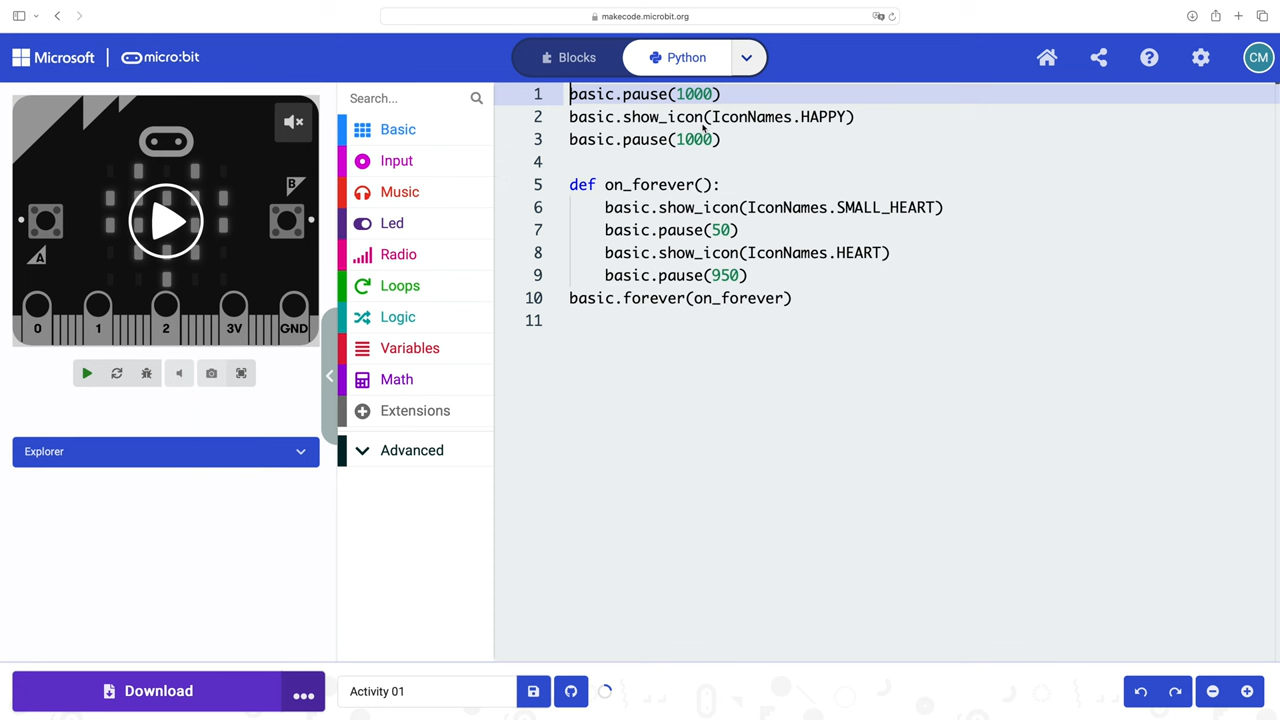 makecode.microbit.org
Microsoft
micro:bit
Blocks
Python
CM
B
A
0
1
2
3V
GND
Explorer
Search...
Basic
Input
Music
Led
Radio
Loops
Logic
Variables
Math
Extensions
Advanced
1 basic.pause(1000)
2 basic.show_icon(IconNames.HAPPY)
3 basic.pause(1000)
4
5 def on_forever():
6     basic.show_icon(IconNames.SMALL_HEART)
7     basic.pause(50)
8     basic.show_icon(IconNames.HEART)
9     basic.pause(950)
10 basic.forever(on_forever)
11
Download
Activity 01